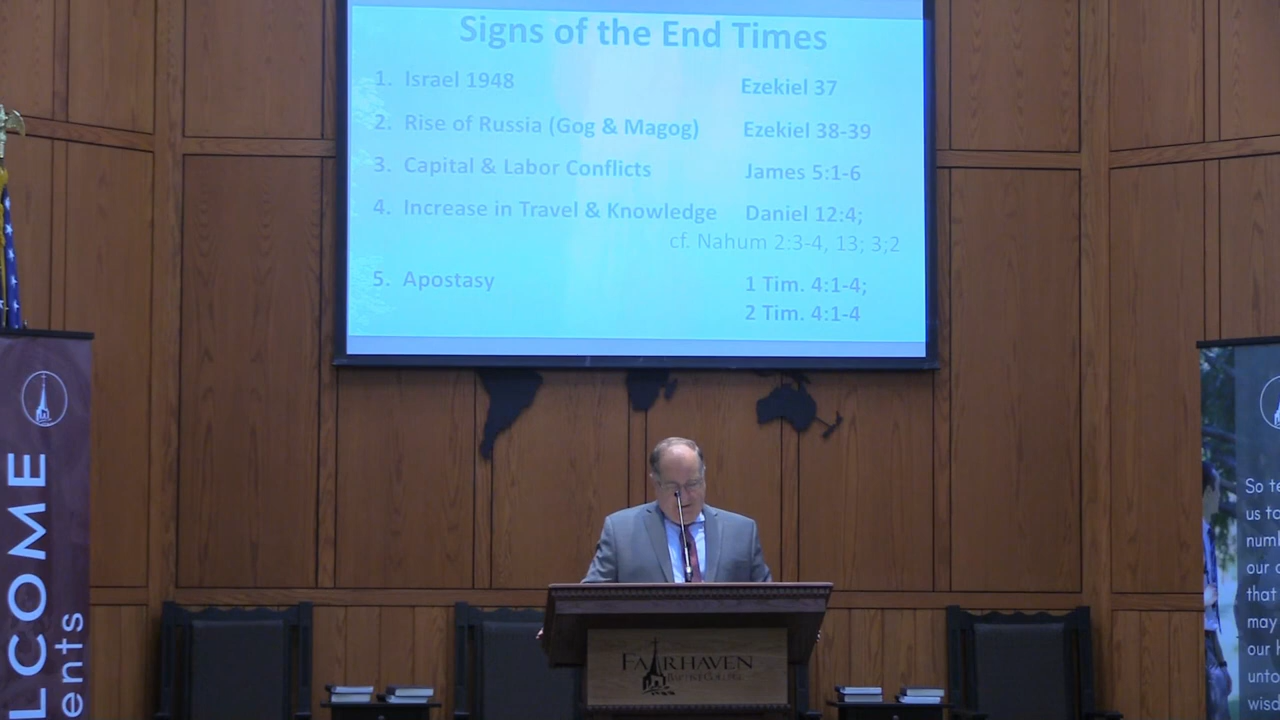 Signs of the End Times
1. Israel 1948 Ezekiel 37
2. Rise of Russia (Gog & Magog) Ezekiel 38-39
3. Capital & Labor Conflicts James 5:1-6
4. Increase in Travel & Knowledge Daniel 12:4;
cf. Nahum 2:3-4, 13; 3;2
5. Apostasy 1 Tim. 4:1-4;
2 Tim. 4:1-4
LCOME
ents
FAIRHAVEN
BAPTIST COLLEGE
So te
us to
numb
our d
that
may
our h
unto
wisd